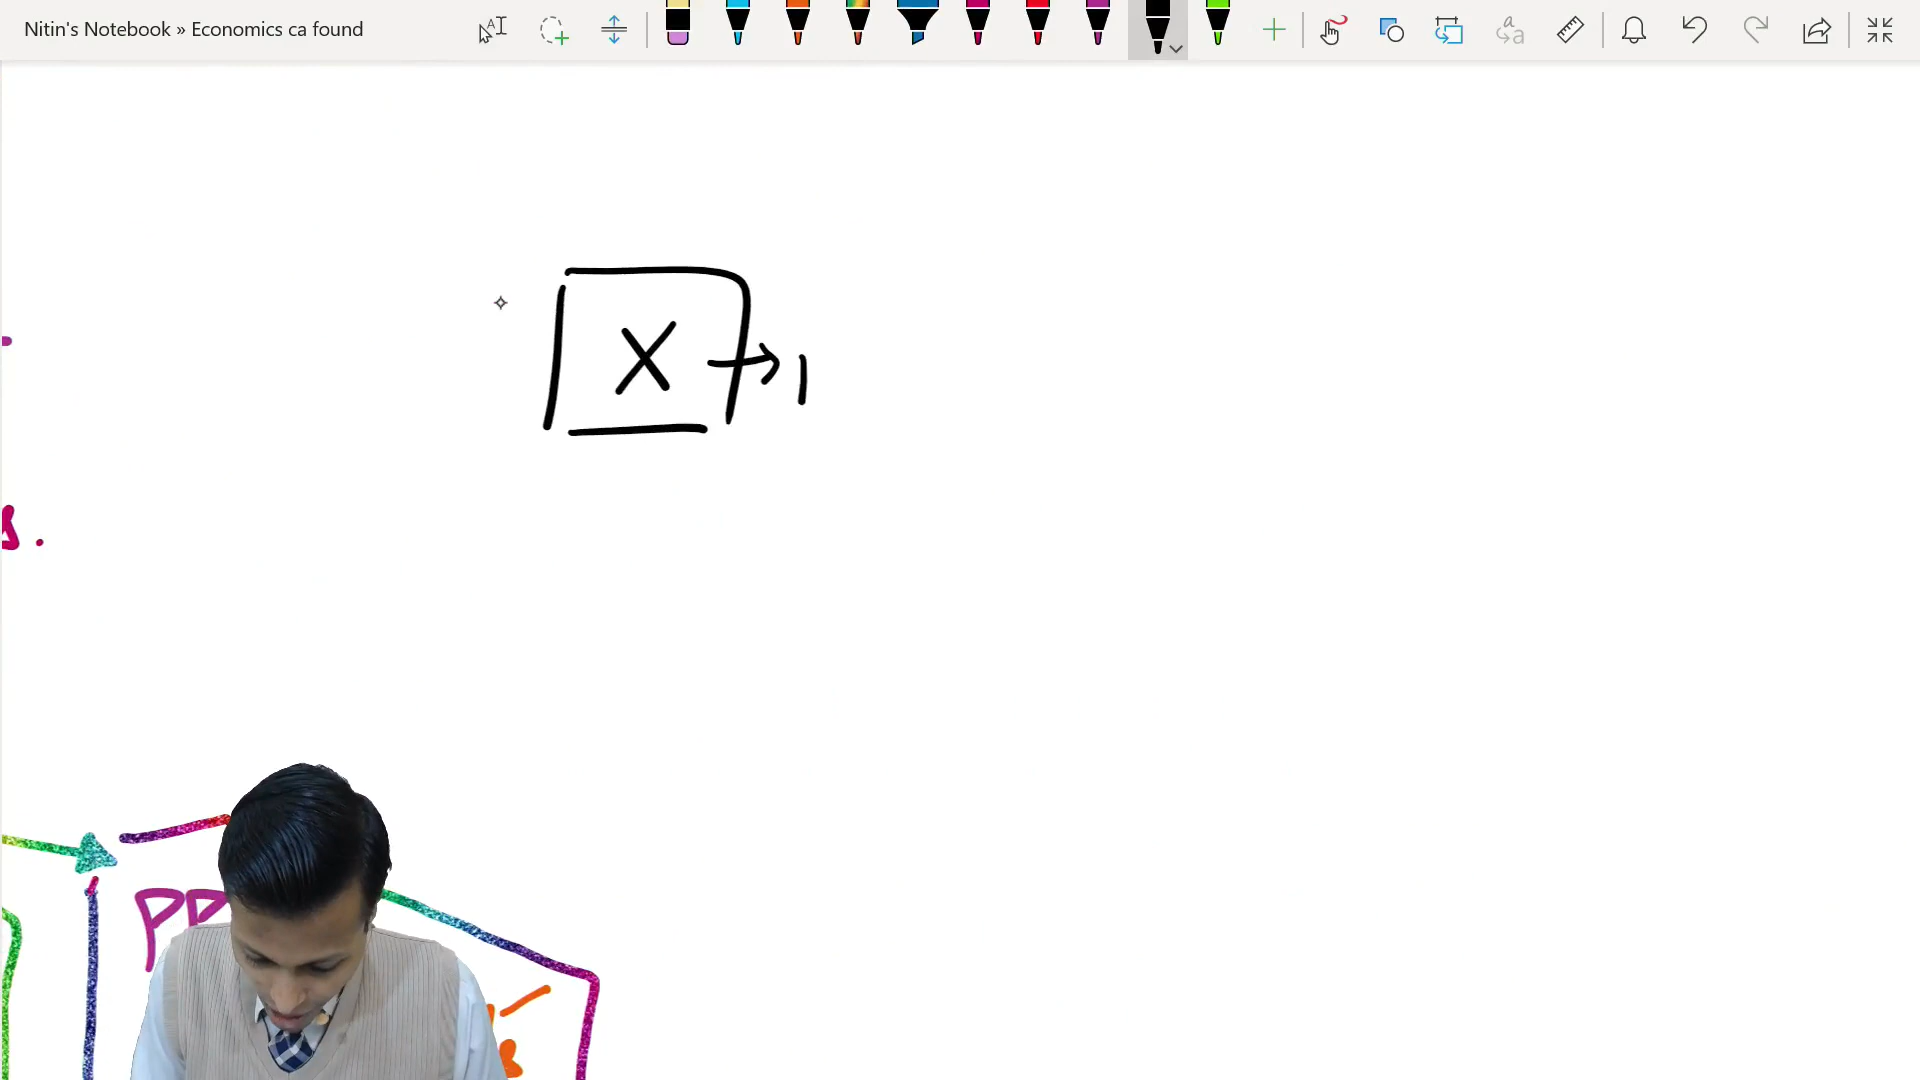 Nitin's Notebook » Economics ca found
X → 1
PP